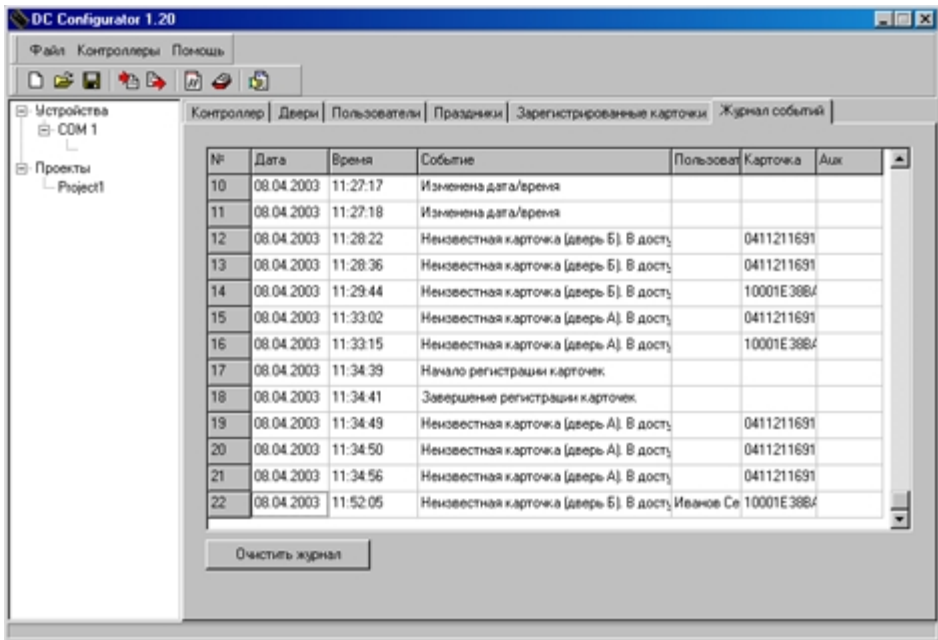 DC Configurator 1.20
Файл Контроллеры Помощь
Устройства
COM 1
Проекты
Project1
Контроллер Двери Пользователи Праздники Зарегистрированные карточки Журнал событий
№ Дата Время Событие Пользоват Карточка Aux
10 08.04.2003 11:27:17 Изменена дата/время
11 08.04.2003 11:27:18 Изменена дата/время
12 08.04.2003 11:28:22 Неизвестная карточка (дверь Б). В досту 0411211691
13 08.04.2003 11:28:36 Неизвестная карточка (дверь Б). В досту 0411211691
14 08.04.2003 11:29:44 Неизвестная карточка (дверь Б). В досту 10001E38BA
15 08.04.2003 11:33:02 Неизвестная карточка (дверь А). В досту 0411211691
16 08.04.2003 11:33:15 Неизвестная карточка (дверь А). В досту 10001E38BA
17 08.04.2003 11:34:39 Начало регистрации карточек
18 08.04.2003 11:34:41 Завершение регистрации карточек
19 08.04.2003 11:34:49 Неизвестная карточка (дверь А). В досту 0411211691
20 08.04.2003 11:34:50 Неизвестная карточка (дверь А). В досту 0411211691
21 08.04.2003 11:34:56 Неизвестная карточка (дверь А). В досту 0411211691
22 08.04.2003 11:52:05 Неизвестная карточка (дверь Б). В досту Иванов Се 10001E38BA
Очистить журнал